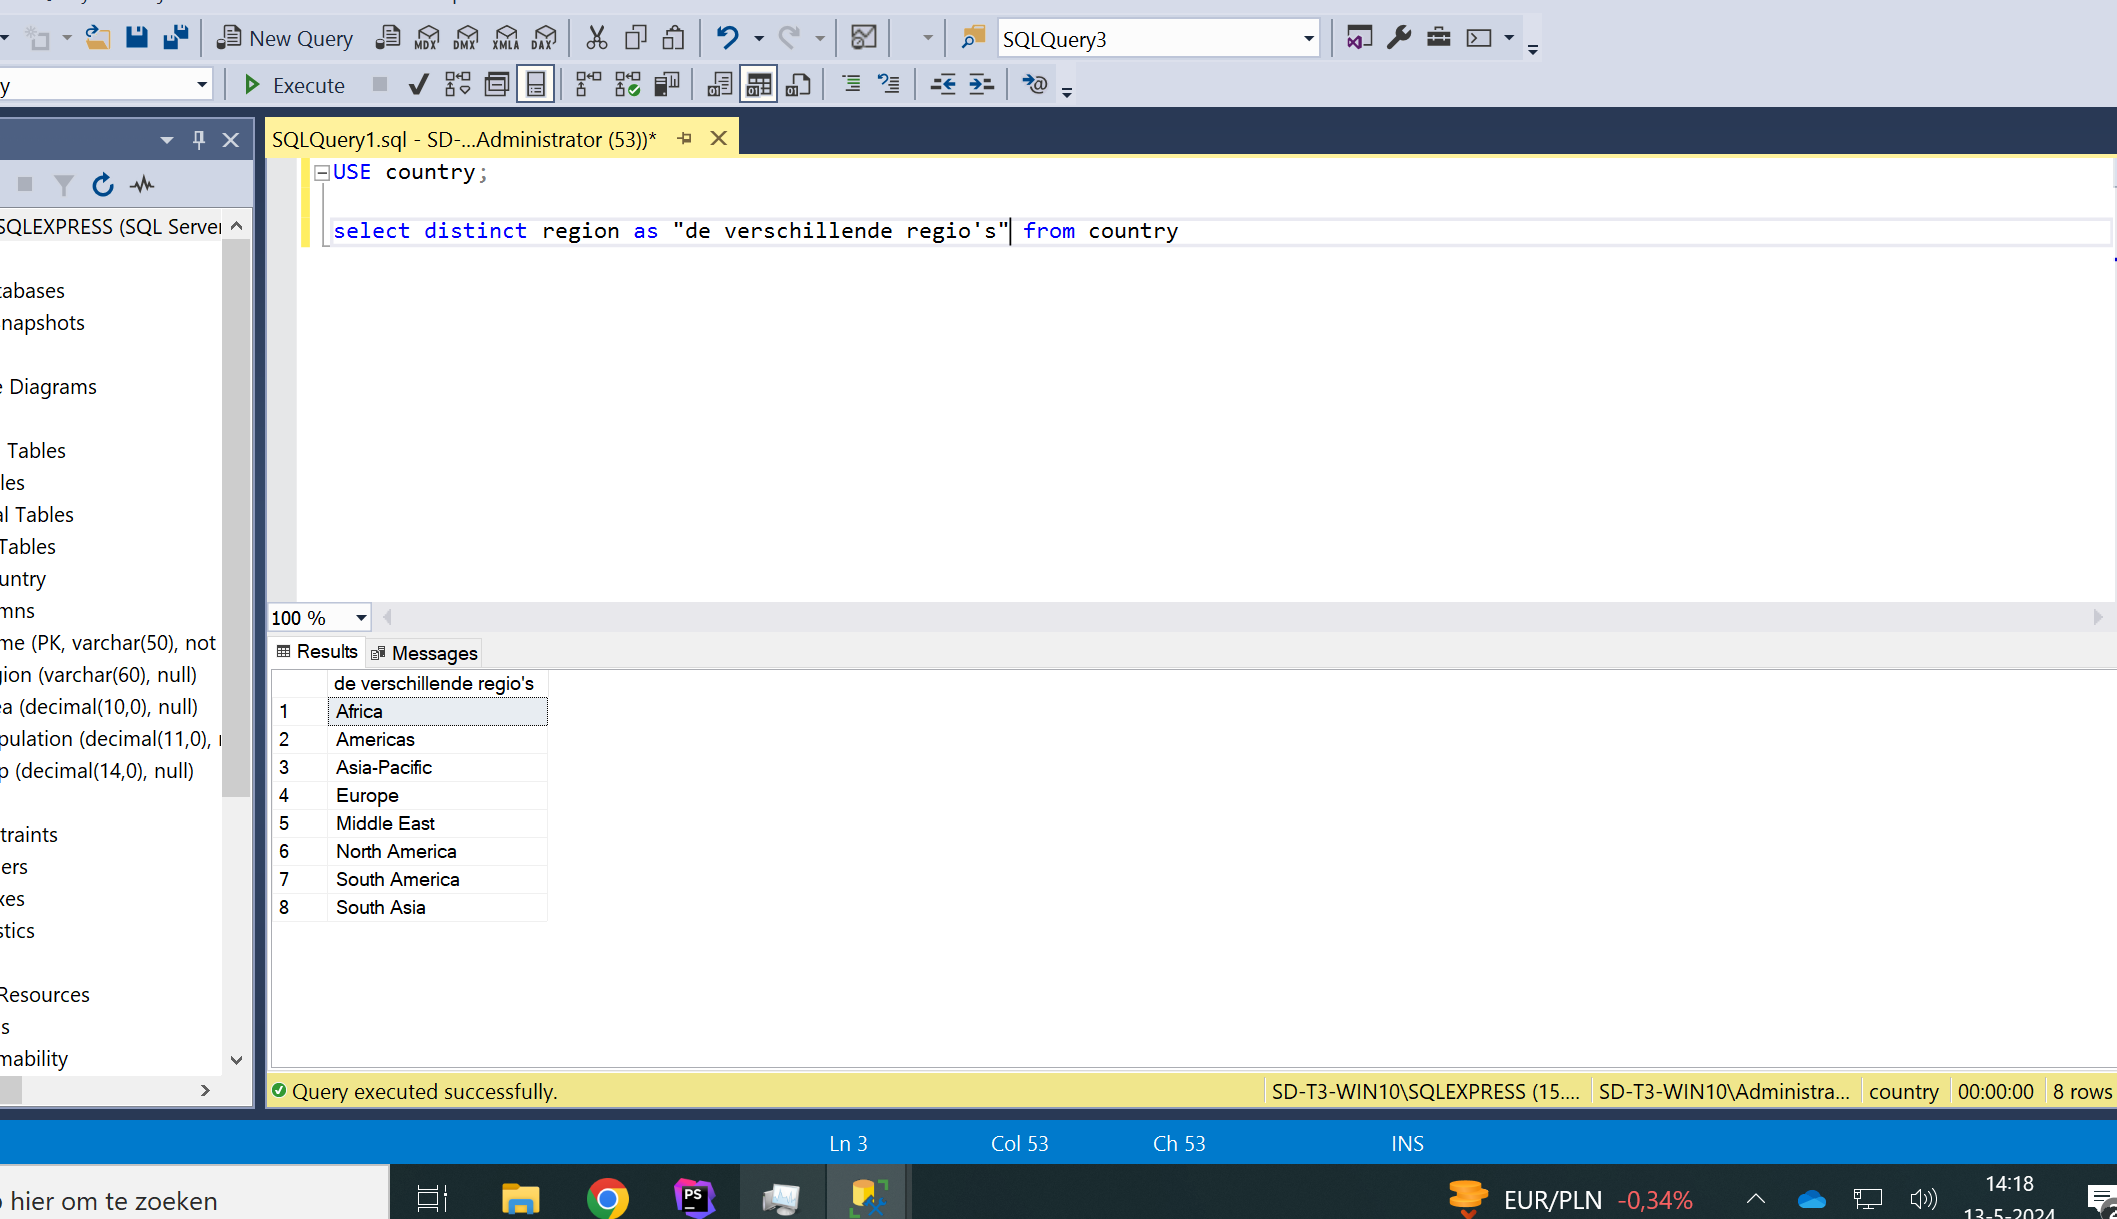 New Query
MDX
DMX
XMLA
DAX
SQLQuery3
y
Execute
SQLQuery1.sql - SD-...Administrator (53))*
USE country;
select distinct region as "de verschillende regio's" from country
SQLEXPRESS (SQL Server
tabases
napshots
e Diagrams
Tables
les
al Tables
Tables
untry
mns
me (PK, varchar(50), not
gion (varchar(60), null)
ea (decimal(10,0), null)
pulation (decimal(11,0),
p (decimal(14,0), null)
traints
ers
xes
stics
Resources
s
mability
100 %
Results
Messages
de verschillende regio's
1 Africa
2 Americas
3 Asia-Pacific
4 Europe
5 Middle East
6 North America
7 South America
8 South Asia
Query executed successfully.
SD-T3-WIN10\SQLEXPRESS (15....
SD-T3-WIN10\Administra...
country
00:00:00
8 rows
Ln 3
Col 53
Ch 53
INS
hier om te zoeken
PS
EUR/PLN -0,34%
14:18
13-5-2024